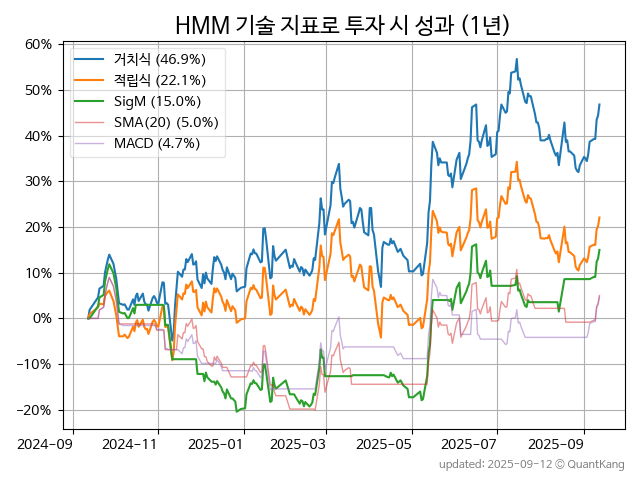 HMM 기술 지표로 투자 시 성과 (1년)
60%
50%
40%
30%
20%
10%
0%
−10%
−20%
거치식 (46.9%)
적립식 (22.1%)
SigM (15.0%)
SMA(20) (5.0%)
MACD (4.7%)
2024-09
2024-11
2025-01
2025-03
2025-05
2025-07
2025-09
updated: 2025-09-12 © QuantKang